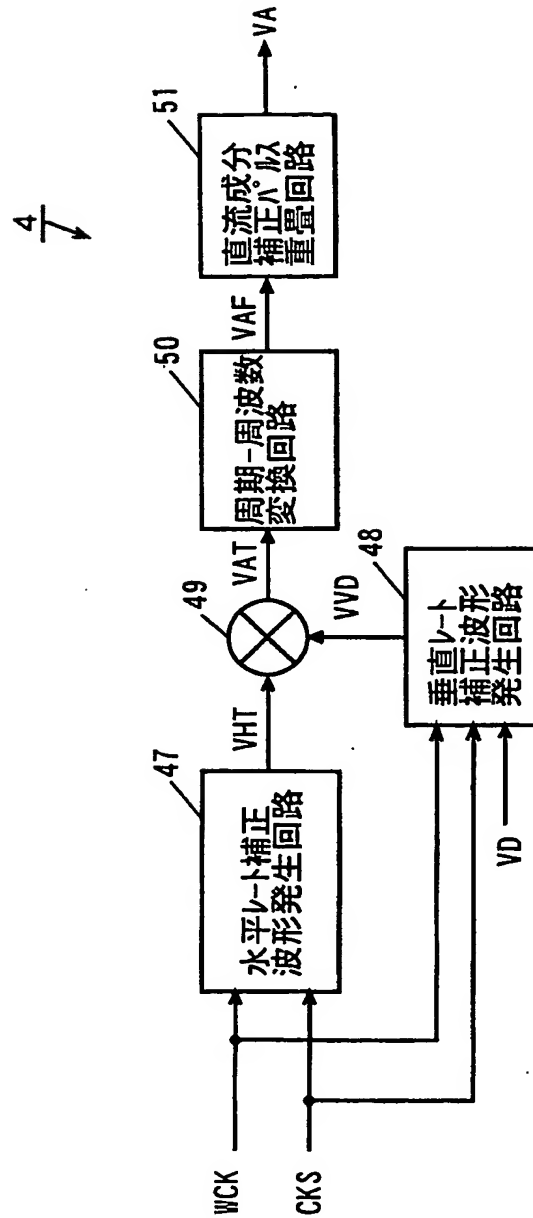 4
WCK
CKS
47
水平レート補正
波形発生回路
VHT
49
VAT
50
周期-周波数
変換回路
VAF
51
直流成分
補正パルス
重畳回路
VA
VVD
48
垂直レート
補正波形
発生回路
VD